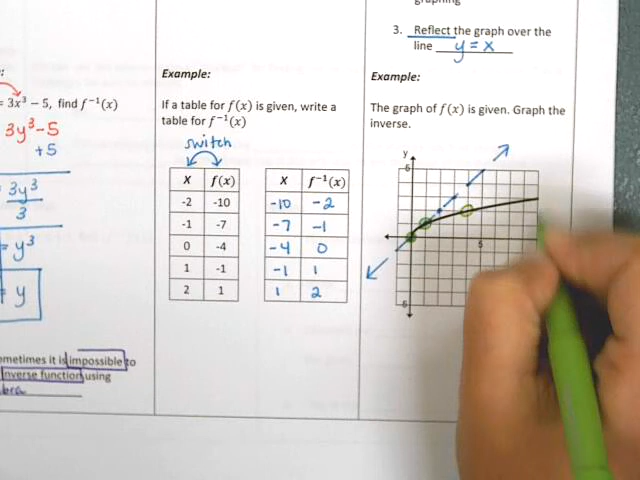 = 3x³ – 5, find f⁻¹(x)
3y³-5
+5
3y³
3
= y³
y
ometimes it is impossible to
inverse function using
bra
Example:
If a table for f(x) is given, write a
table for f⁻¹(x)
switch
x f(x)
-2 -10
-1 -7
0 -4
1 -1
2 1
x f⁻¹(x)
-10 -2
-7 -1
-4 0
-1 1
1 2
3. Reflect the graph over the
line y = x
Example:
The graph of f(x) is given. Graph the
inverse.
y
5
5